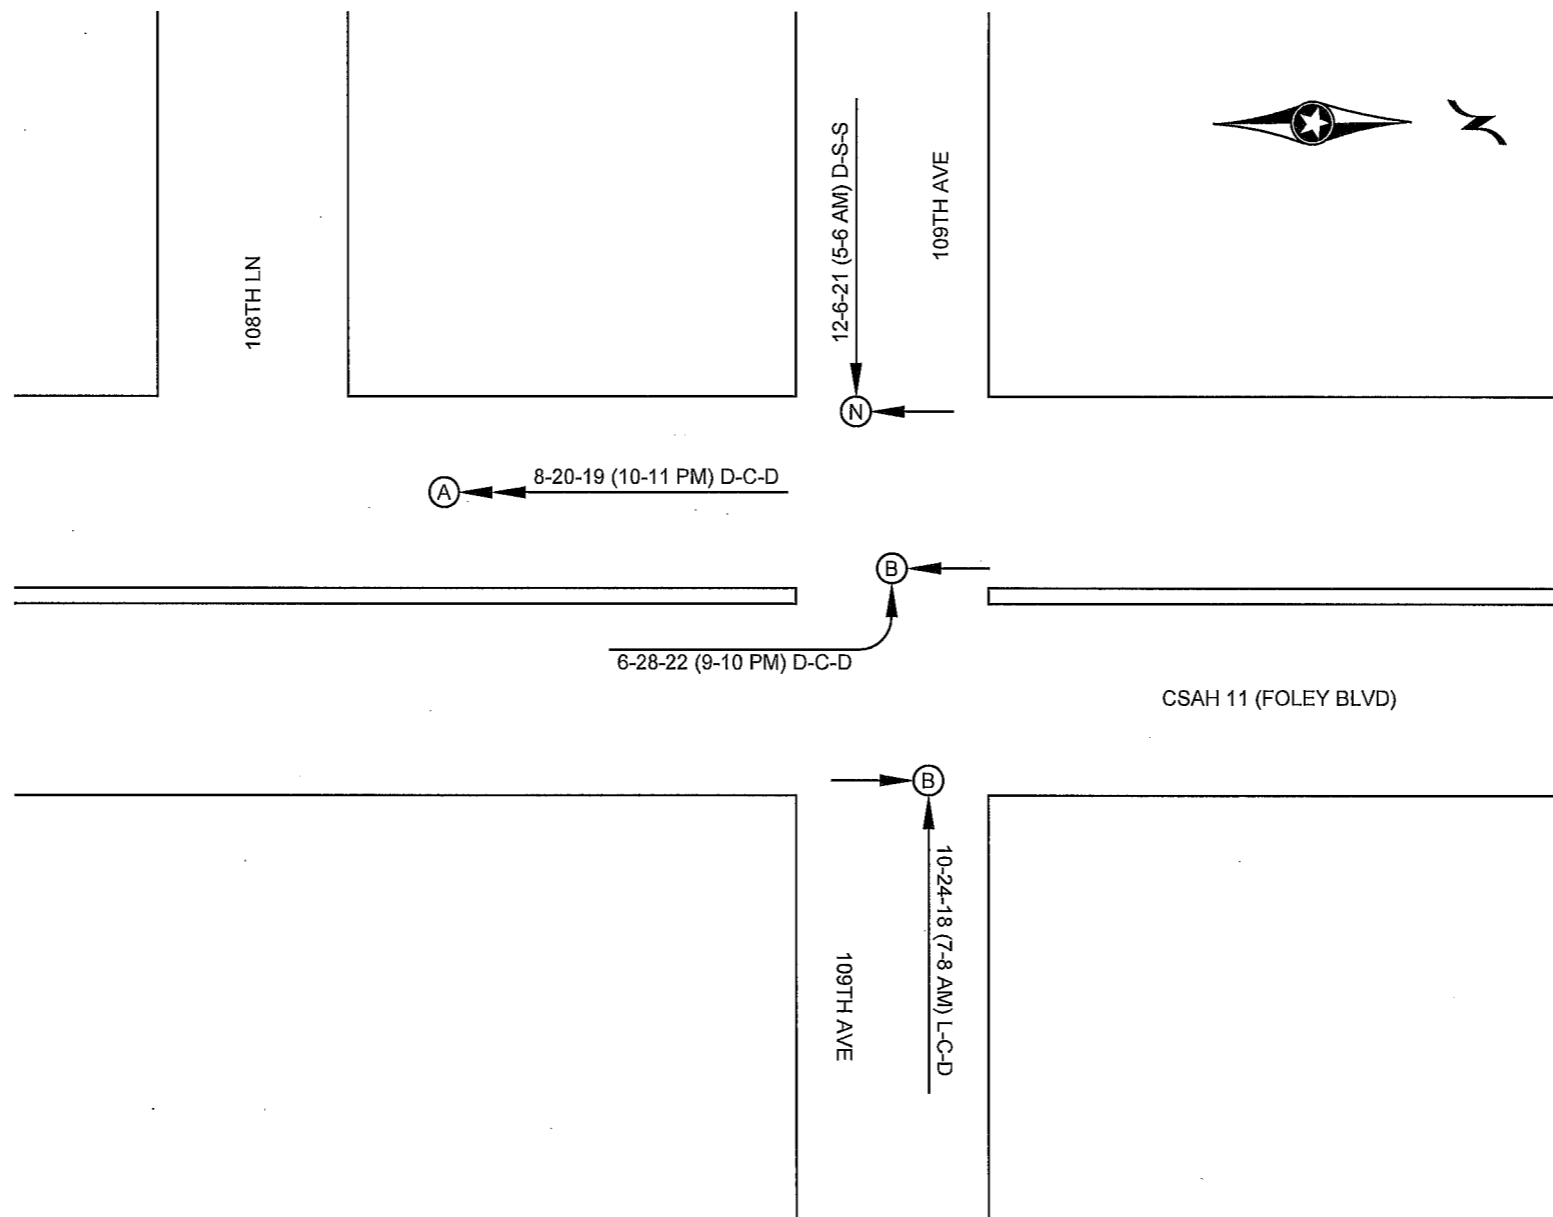 N
12-6-21 (5-6 AM) D-S-S
109TH AVE
108TH LN
N
8-20-19 (10-11 PM) D-C-D
A
B
6-28-22 (9-10 PM) D-C-D
CSAH 11 (FOLEY BLVD)
B
10-24-18 (7-8 AM) L-C-D
109TH AVE